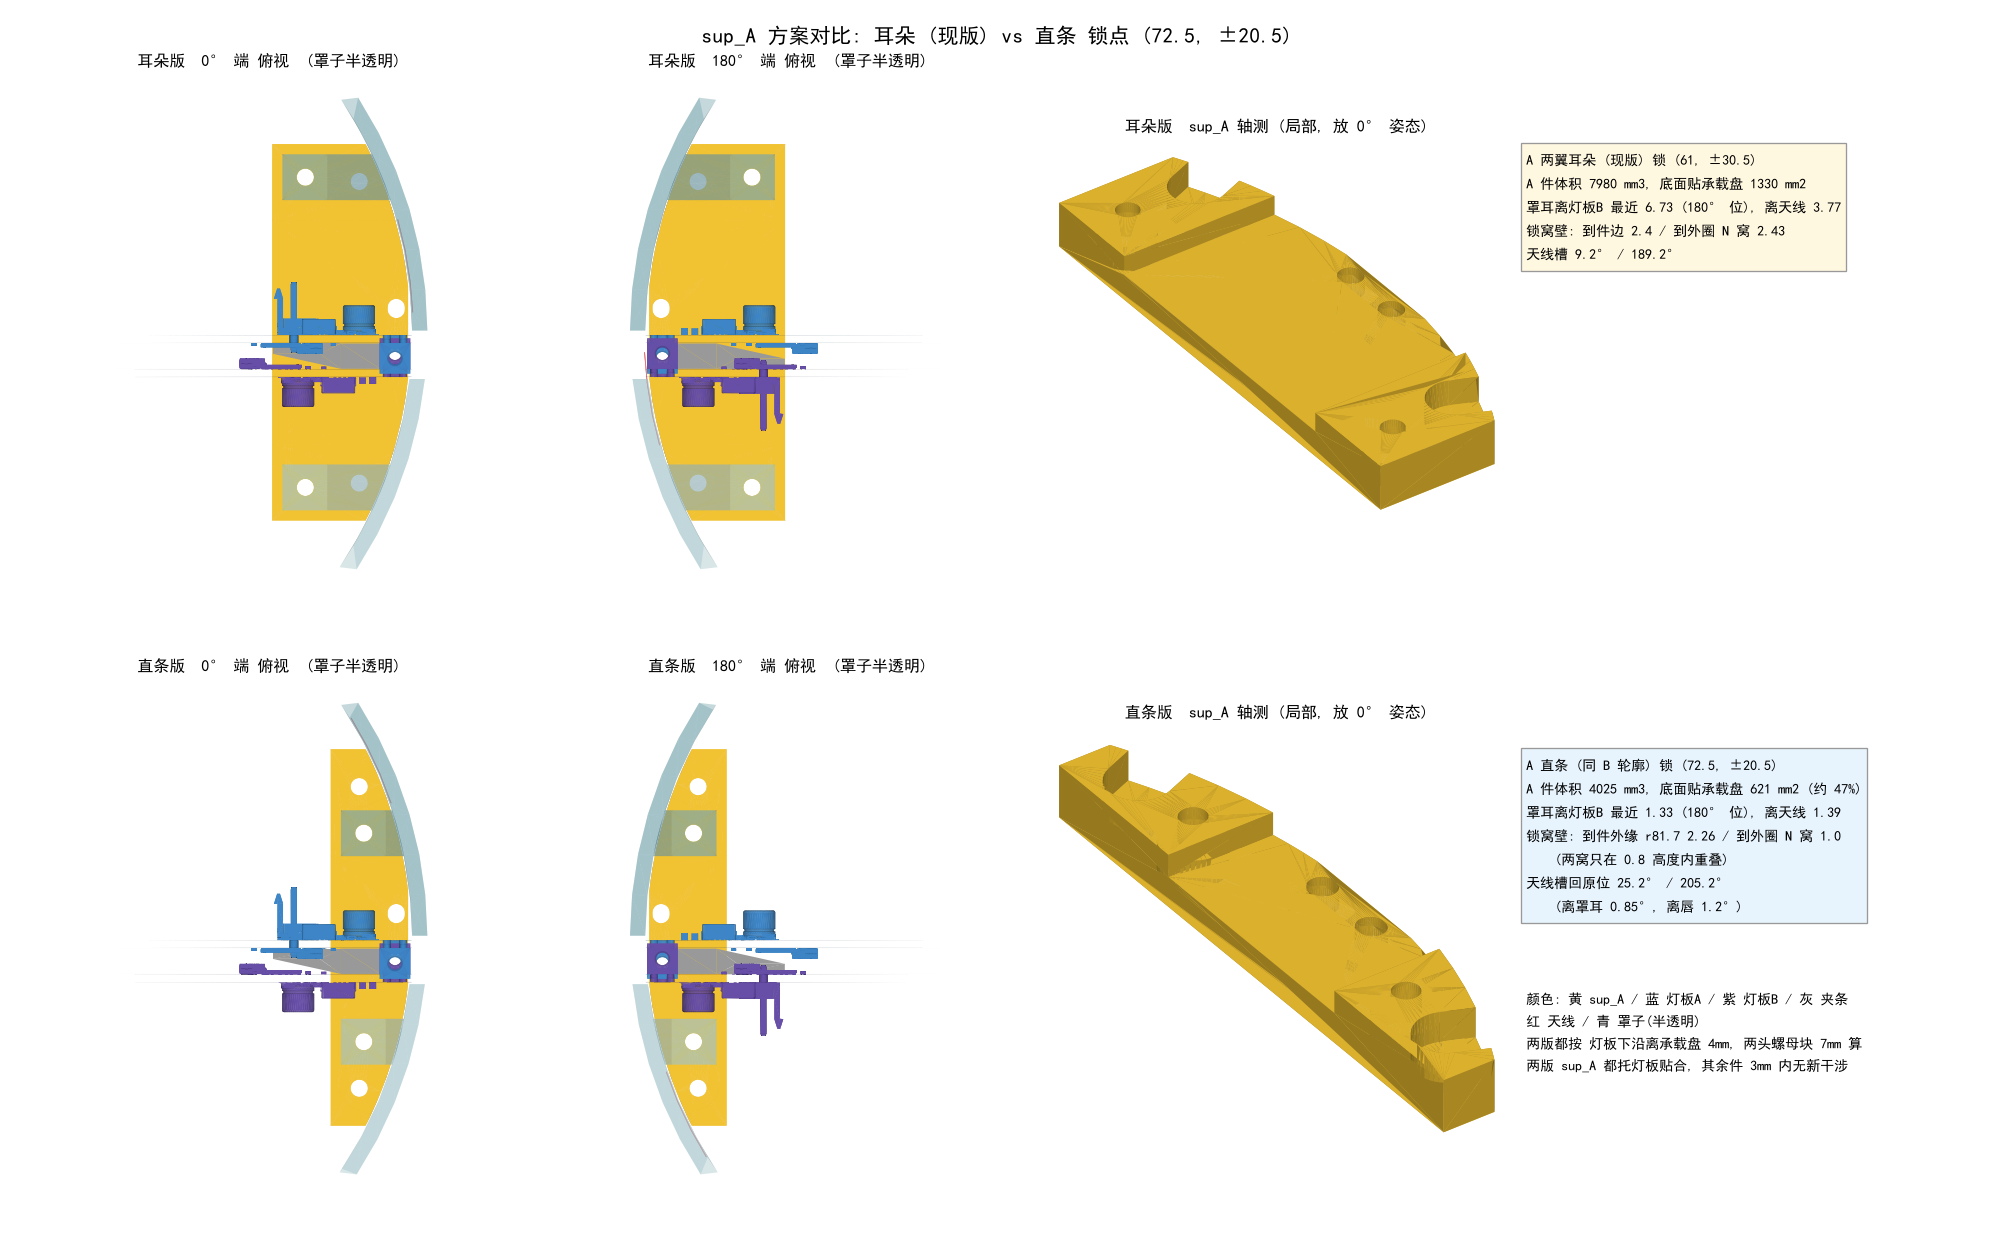 sup_A 方案对比: 耳朵 (现版) vs 直条 锁点 (72.5, ±20.5)
耳朵版  0° 端 俯视 (罩子半透明)
耳朵版  180° 端 俯视 (罩子半透明)
耳朵版  sup_A 轴测 (局部, 放 0° 姿态)
A 两翼耳朵 (现版) 锁 (61, ±30.5)
A 件体积 7980 mm3, 底面贴承载盘 1330 mm2
罩耳离灯板B 最近 6.73 (180° 位), 离天线 3.77
锁窝壁: 到件边 2.4 / 到外圈 N 窝 2.43
天线槽 9.2° / 189.2°
直条版  0° 端 俯视 (罩子半透明)
直条版  180° 端 俯视 (罩子半透明)
直条版  sup_A 轴测 (局部, 放 0° 姿态)
A 直条 (同 B 轮廓) 锁 (72.5, ±20.5)
A 件体积 4025 mm3, 底面贴承载盘 621 mm2 (约 47%)
罩耳离灯板B 最近 1.33 (180° 位), 离天线 1.39
锁窝壁: 到件外缘 r81.7 2.26 / 到外圈 N 窝 1.0
(两窝只在 0.8 高度内重叠)
天线槽回原位 25.2° / 205.2°
(离罩耳 0.85°, 离唇 1.2°)
颜色: 黄 sup_A / 蓝 灯板A / 紫 灯板B / 灰 夹条
红 天线 / 青 罩子(半透明)
两版都按 灯板下沿离承载盘 4mm, 两头螺母块 7mm 算
两版 sup_A 都托灯板贴合, 其余件 3mm 内无新干涉